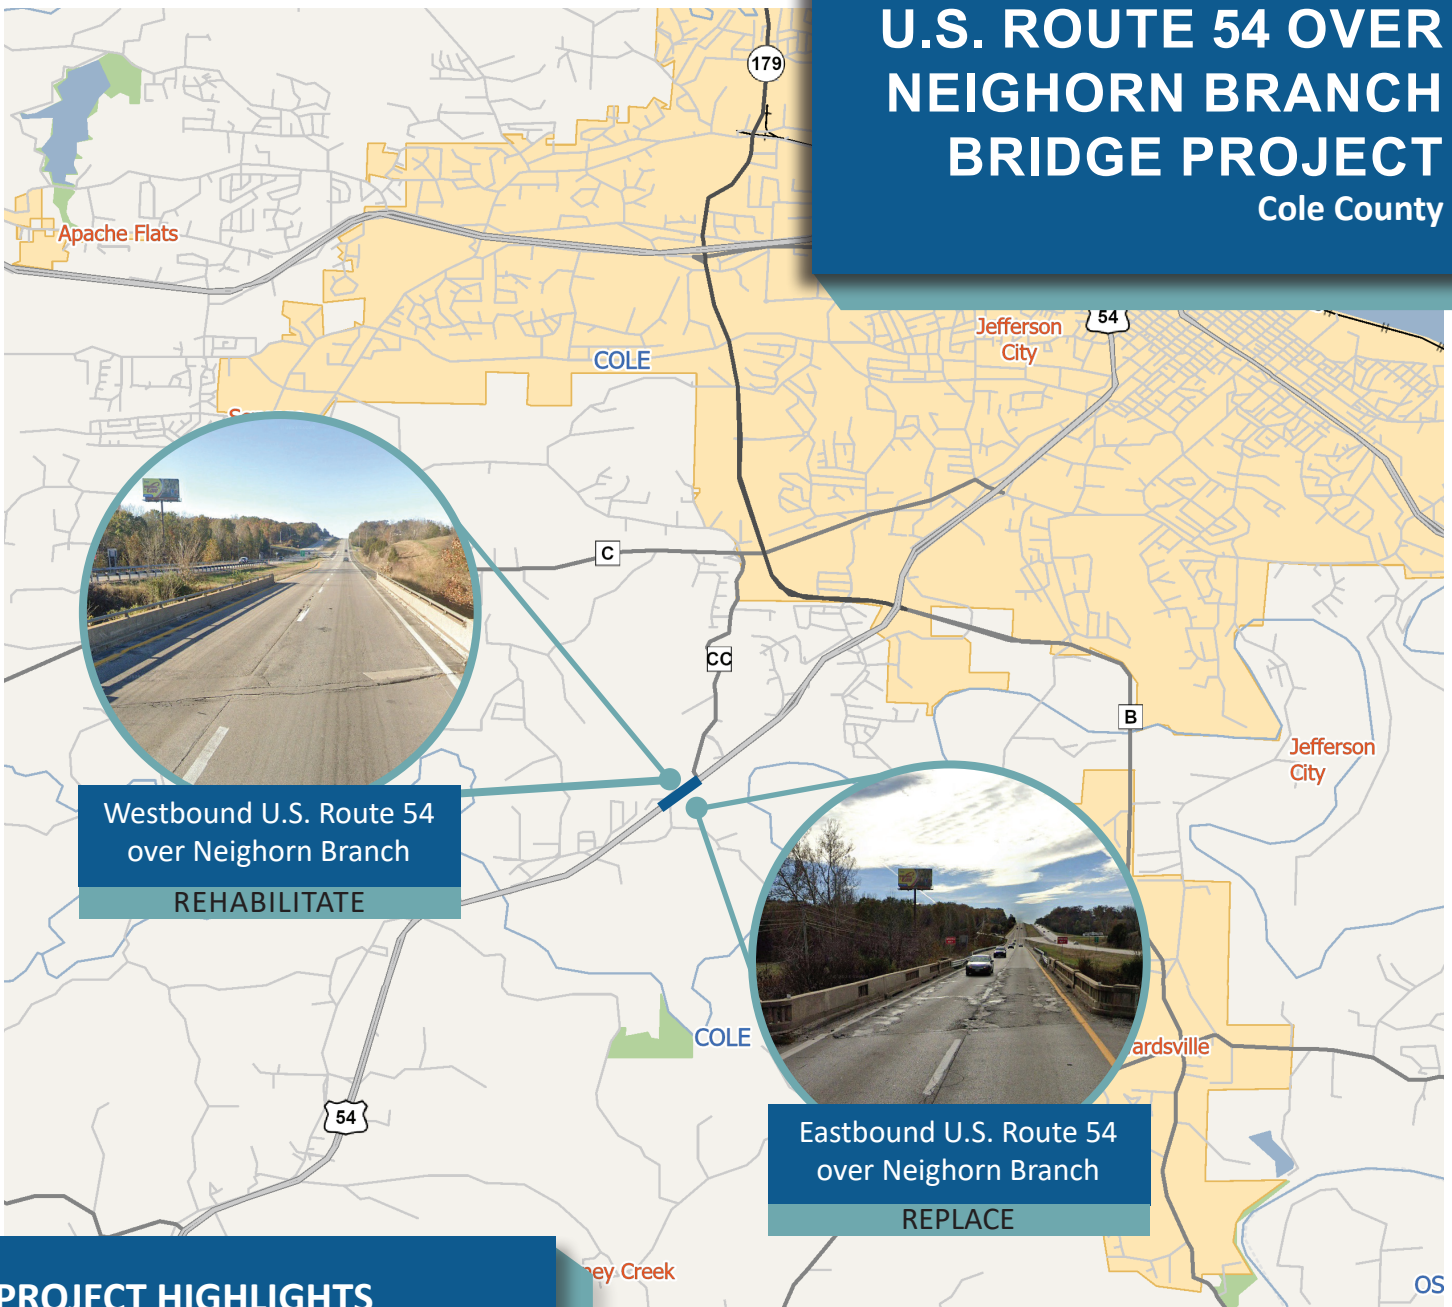 U.S. ROUTE 54 OVER
NEIGHORN BRANCH
BRIDGE PROJECT
Cole County
179
Apache Flats
54
Jefferson
City
COLE
C
CC
B
Jefferson
City
Westbound U.S. Route 54
over Neighorn Branch
REHABILITATE
COLE
ardsville
54
Eastbound U.S. Route 54
over Neighorn Branch
REPLACE
ey Creek
OS
PROJECT HIGHLIGHTS